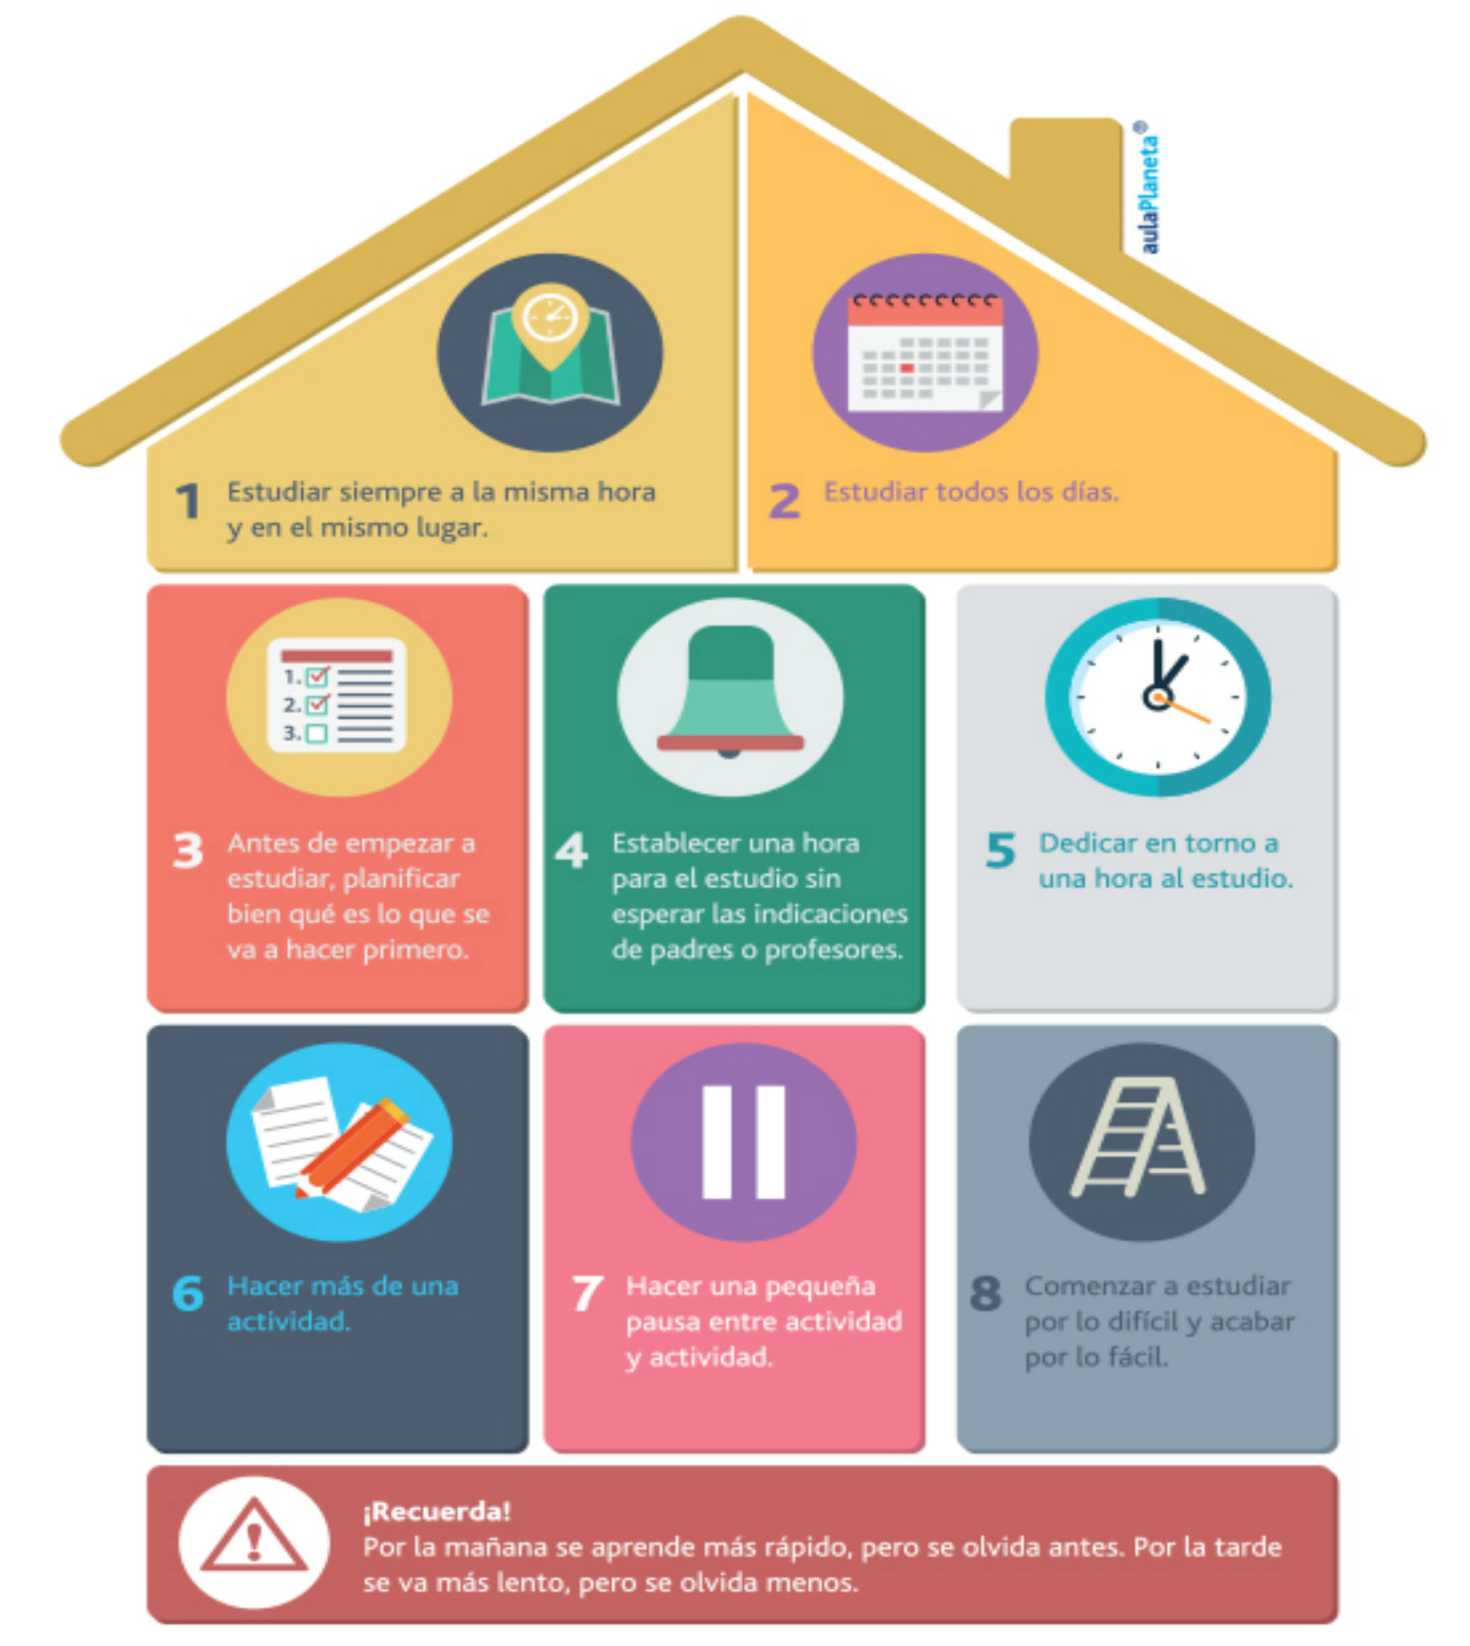 aulaPlaneta®
1 Estudiar siempre a la misma hora
y en el mismo lugar.
2 Estudiar todos los días.
1.
2.
3.
3 Antes de empezar a
estudiar, planificar
bien qué es lo que se
va a hacer primero.
4 Establecer una hora
para el estudio sin
esperar las indicaciones
de padres o profesores.
5 Dedicar en torno a
una hora al estudio.
6 Hacer más de una
actividad.
7 Hacer una pequeña
pausa entre actividad
y actividad.
8 Comenzar a estudiar
por lo difícil y acabar
por lo fácil.
¡Recuerda!
Por la mañana se aprende más rápido, pero se olvida antes. Por la tarde
se va más lento, pero se olvida menos.